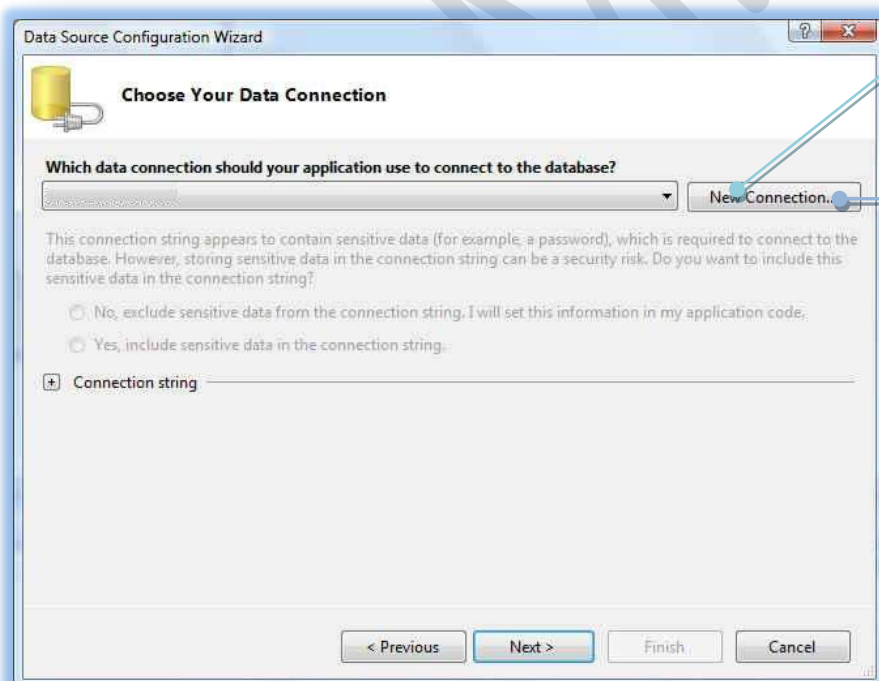 Data Source Configuration Wizard
Choose Your Data Connection
Which data connection should your application use to connect to the database?
New Connection...
This connection string appears to contain sensitive data (for example, a password), which is required to connect to the
database. However, storing sensitive data in the connection string can be a security risk. Do you want to include this
sensitive data in the connection string?
No, exclude sensitive data from the connection string. I will set this information in my application code.
Yes, include sensitive data in the connection string.
+ Connection string
< Previous Next > Finish Cancel